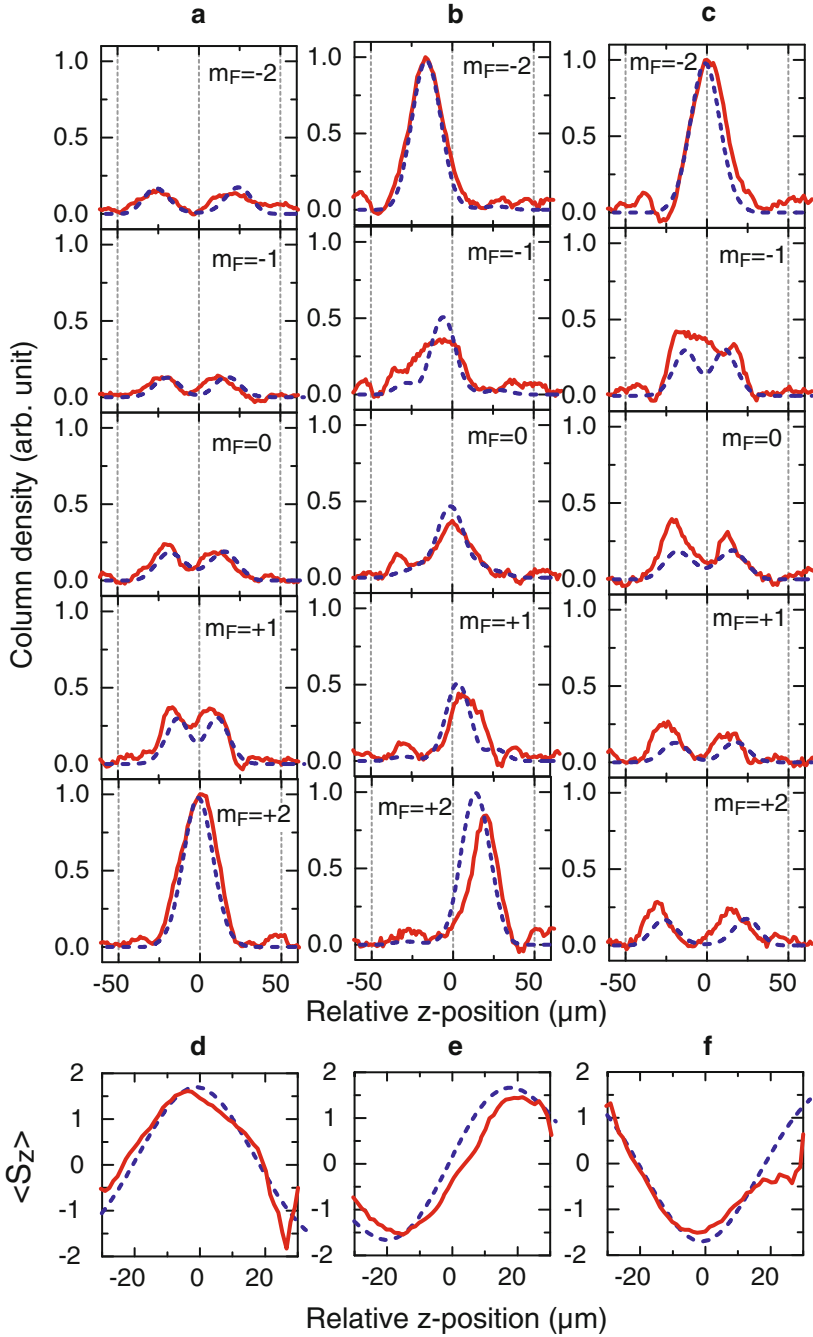 a b c
m_F=-2 m_F=-2 m_F=-2
1.0 1.0 1.0
0.5 0.5 0.5
0.0 0.0 0.0
m_F=-1 m_F=-1 m_F=-1
1.0 1.0 1.0
0.5 0.5 0.5
0.0 0.0 0.0
m_F=0 m_F=0 m_F=0
1.0 1.0 1.0
0.5 0.5 0.5
0.0 0.0 0.0
m_F=+1 m_F=+1 m_F=+1
1.0 1.0 1.0
0.5 0.5 0.5
0.0 0.0 0.0
m_F=+2 m_F=+2 m_F=+2
1.0 1.0 1.0
0.5 0.5 0.5
0.0 0.0 0.0
Column density (arb. unit)
-50 0 50 -50 0 50 -50 0 50
Relative z-position (µm)
d e f
2 2 2
1 1 1
0 0 0
-1 -1 -1
-2 -2 -2
<S_Z>
-20 0 20 -20 0 20 -20 0 20
Relative z-position (µm)